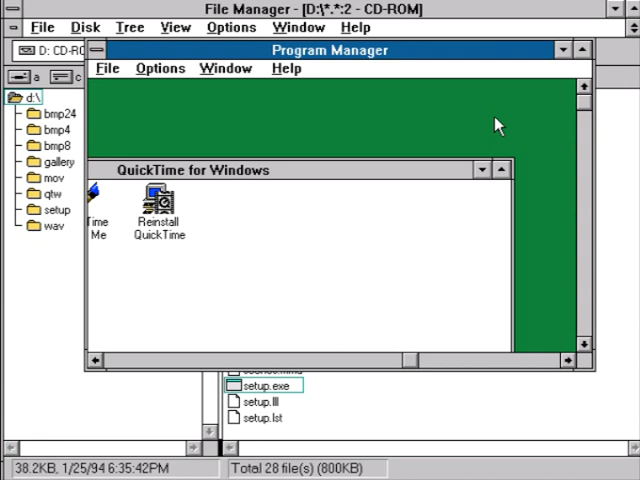 File Manager - [D:\*.*:2 - CD-ROM]
File Disk Tree View Options Window Help
D: CD-RO
Program Manager
a c
File Options Window Help
d:\
bmp24
bmp4
bmp8
gallery
mov
qtw
setup
wav
QuickTime for Windows
Time
Me
Reinstall
QuickTime
setup.exe
setup.lll
setup.lst
38.2KB, 1/25/94 6:35:42PM
Total 28 file(s) (800KB)